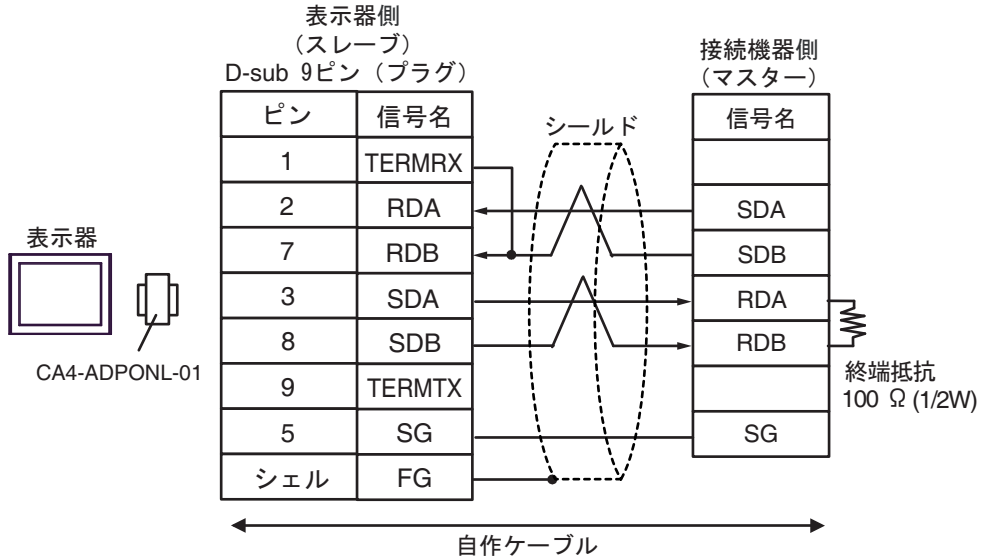 表示器側
（スレーブ）
D-sub 9ピン（プラグ）
接続機器側
（マスター）
ピン 信号名
シールド
信号名
1 TERMRX
2 RDA
SDA
7 RDB
SDB
3 SDA
RDA
8 SDB
RDB
9 TERMTX
5 SG
SG
シェル FG
表示器
CA4-ADPONL-01
終端抵抗
100 Ω (1/2W)
自作ケーブル